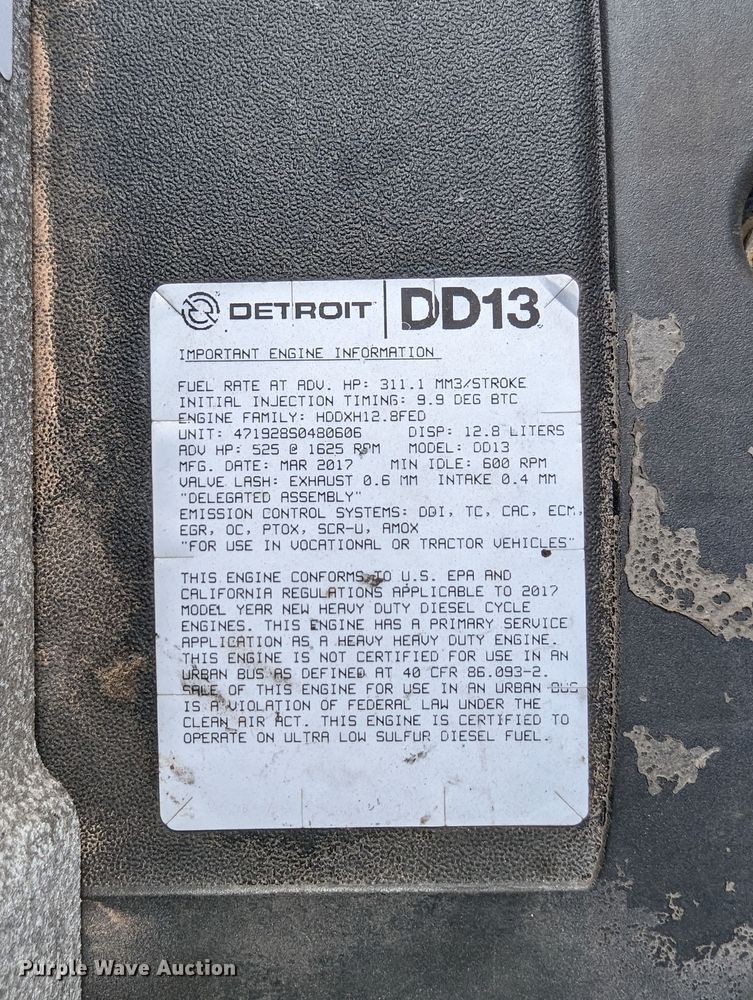 DETROIT DD13
IMPORTANT ENGINE INFORMATION
FUEL RATE AT ADV. HP: 311.1 MM3/STROKE
INITIAL INJECTION TIMING: 9.9 DEG BTC
ENGINE FAMILY: HDDXH12.8FED
UNIT: 471928S0480606 DISP: 12.8 LITERS
ADV HP: 525 @ 1625 RPM MODEL: DD13
MFG. DATE: MAR 2017 MIN IDLE: 600 RPM
VALVE LASH: EXHAUST 0.6 MM INTAKE 0.4 MM
"DELEGATED ASSEMBLY"
EMISSION CONTROL SYSTEMS: DDI, TC, CAC, ECM,
EGR, OC, PTOX, SCR-U, AMOX
"FOR USE IN VOCATIONAL OR TRACTOR VEHICLES"
THIS ENGINE CONFORMS TO U.S. EPA AND
CALIFORNIA REGULATIONS APPLICABLE TO 2017
MODEL YEAR NEW HEAVY DUTY DIESEL CYCLE
ENGINES. THIS ENGINE HAS A PRIMARY SERVICE
APPLICATION AS A HEAVY HEAVY DUTY ENGINE.
THIS ENGINE IS NOT CERTIFIED FOR USE IN AN
URBAN BUS AS DEFINED AT 40 CFR 86.093-2.
SALE OF THIS ENGINE FOR USE IN AN URBAN BUS
IS A VIOLATION OF FEDERAL LAW UNDER THE
CLEAN AIR ACT. THIS ENGINE IS CERTIFIED TO
OPERATE ON ULTRA LOW SULFUR DIESEL FUEL.
Purple Wave Auction